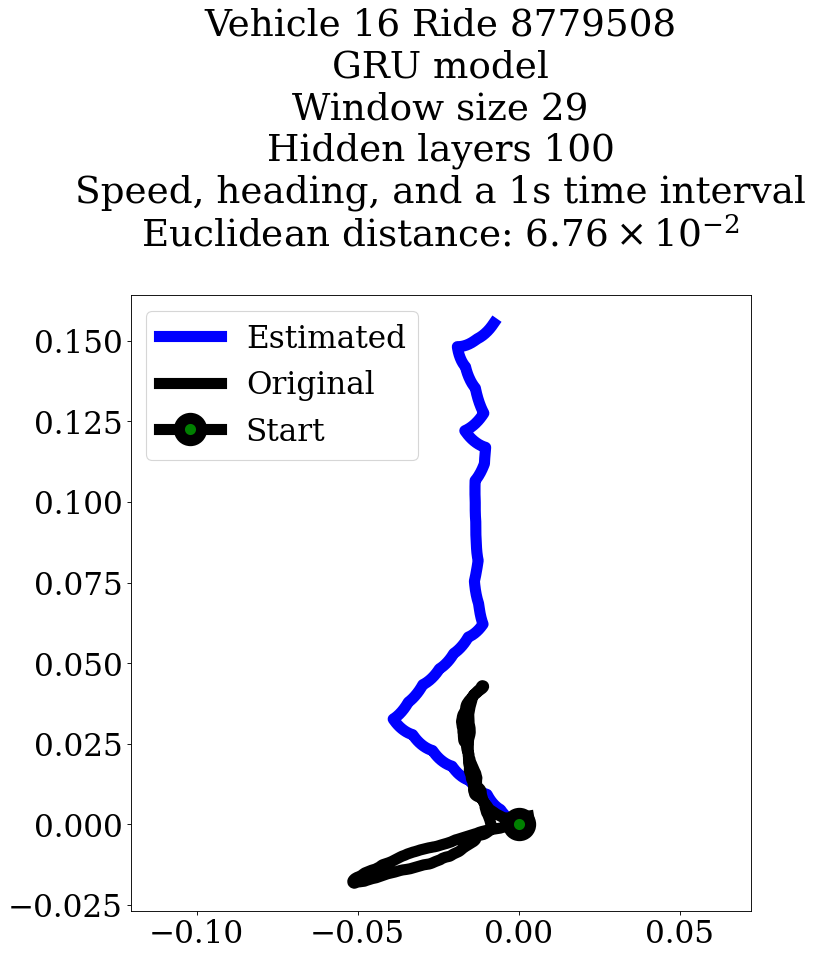 Vehicle 16 Ride 8779508
GRU model
Window size 29
Hidden layers 100
Speed, heading, and a 1s time interval
Euclidean distance: 6.76 × 10⁻²
Estimated
Original
Start
0.150
0.125
0.100
0.075
0.050
0.025
0.000
−0.025
−0.10 −0.05 0.00 0.05